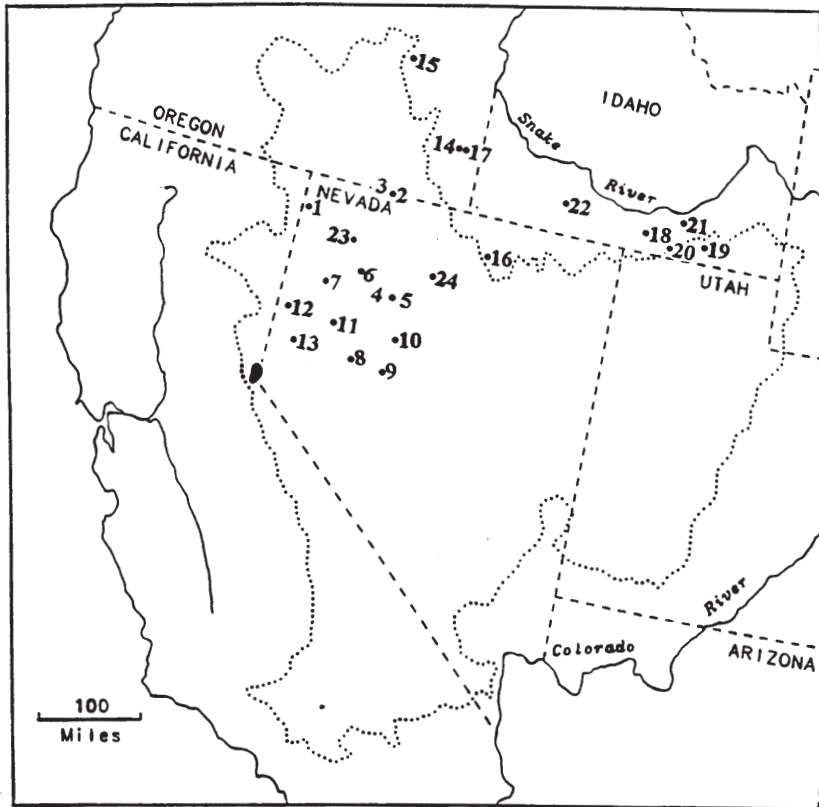 15
IDAHO
OREGON
CALIFORNIA
Snake
River
14 17
3 2
NEVADA
1
22
21
18
20 19
23
16
UTAH
6
24
7
4 5
12
11
13
10
8
9
River
Colorado
ARIZONA
100
Miles